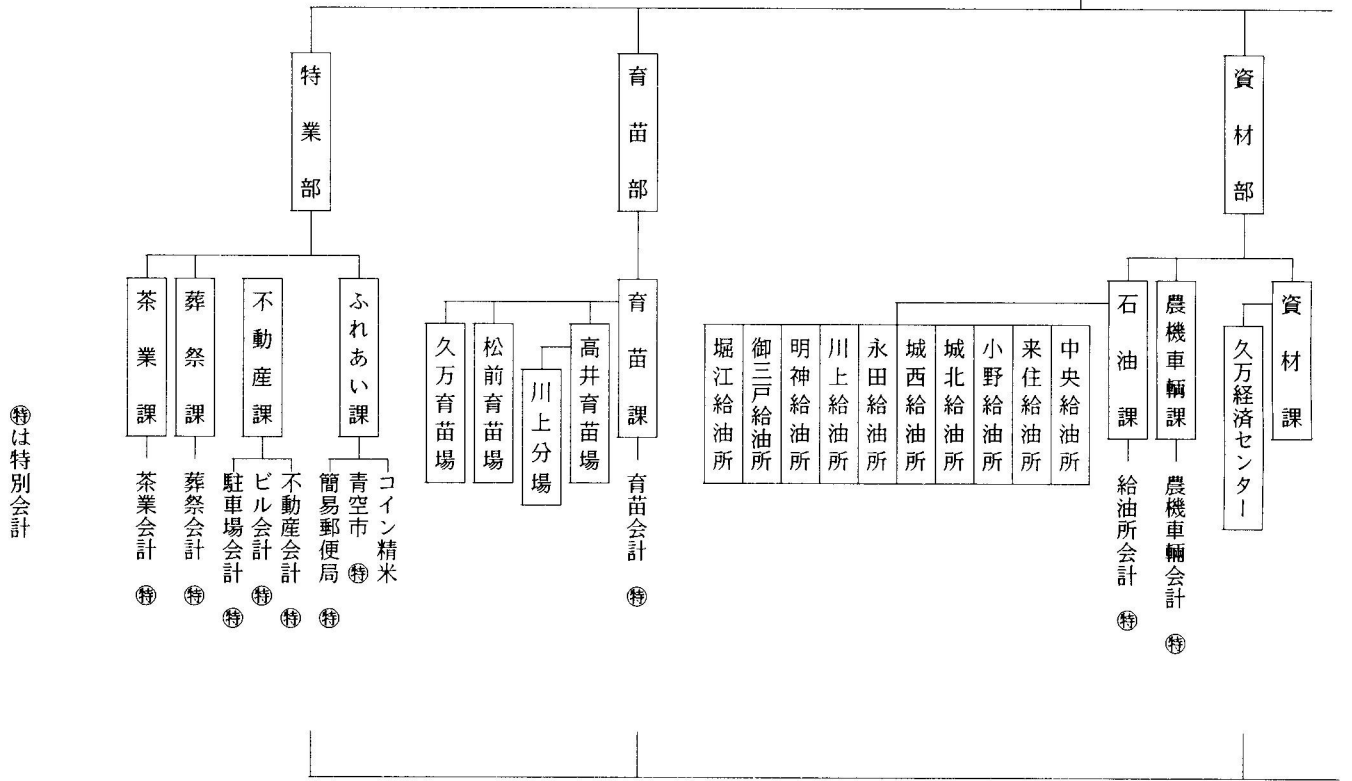 資材部
資材課
久万経済センター
農機車輌課
農機車輌会計 ㊕
石油課
給油所会計 ㊕
中央給油所
来住給油所
小野給油所
城北給油所
城西給油所
永田給油所
川上給油所
明神給油所
御三戸給油所
堀江給油所
育苗部
育苗課
育苗会計 ㊕
高井育苗場
川上分場
松前育苗場
久万育苗場
特業部
ふれあい課
コイン精米
青空市 ㊕
簡易郵便局 ㊕
不動産課
不動産会計 ㊕
ビル会計 ㊕
駐車場会計 ㊕
葬祭課
葬祭会計 ㊕
茶業課
茶業会計 ㊕
㊕は特別会計